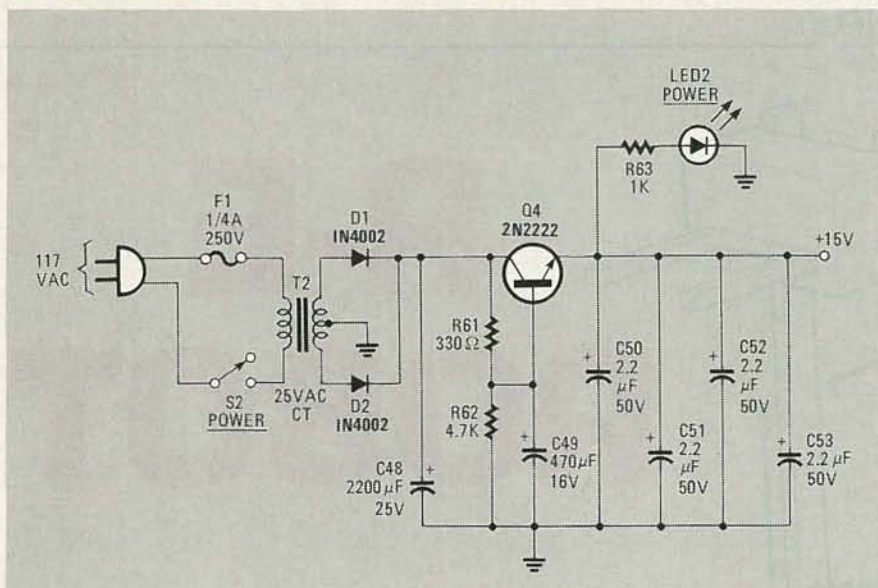 LED2
POWER
R63
1K
F1
1/4A
250V
D1
IN4002
Q4
2N2222
117
VAC
+15V
T2
R61
330Ω
C50
2.2
µF
50V
C52
2.2
µF
50V
S2
POWER
25VAC
CT
D2
IN4002
R62
4.7K
C48
2200µF
25V
+
C49
470µF
16V
+
+
C51
2.2
µF
50V
+
+
C53
2.2µF
50V
+